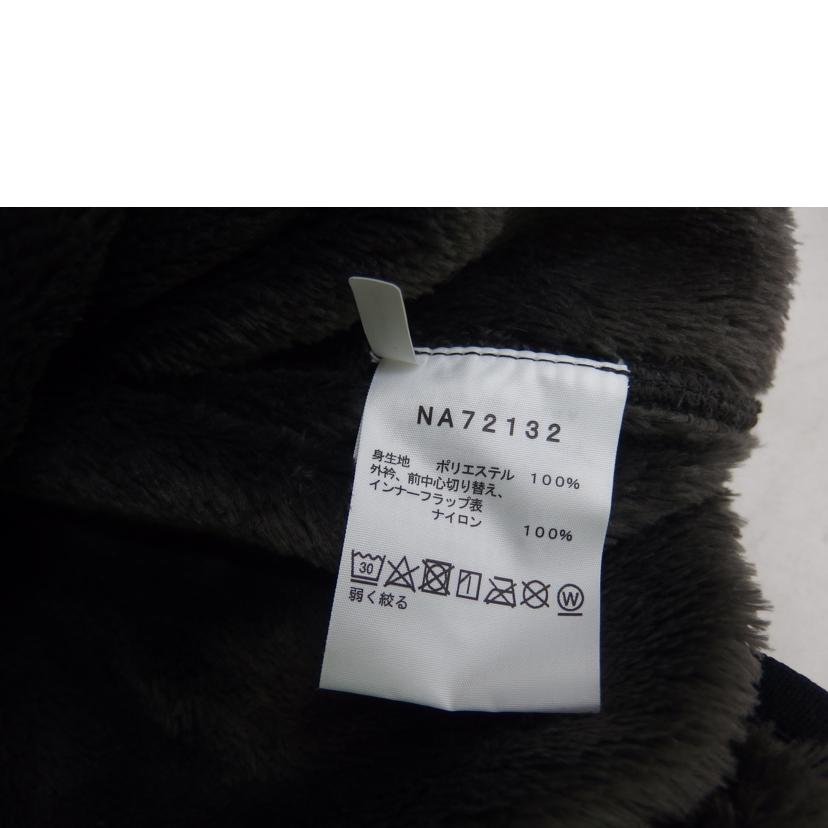 NA72132
身生地 ポリエステル 100%
外衿、前中心切り替え、
インナーフラップ表
ナイロン 100%
30 W
弱く絞る